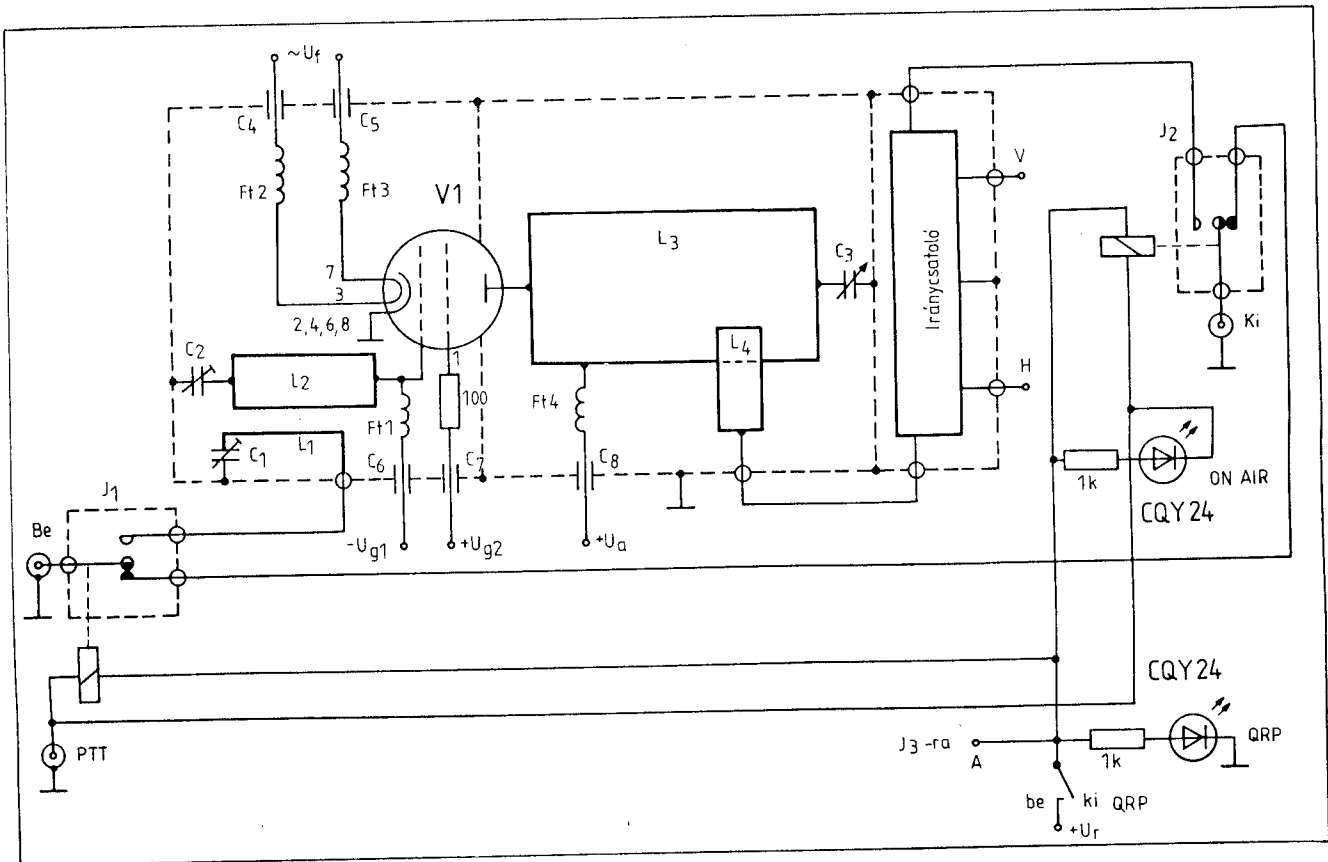 ~Uf
C4
C5
Ft2
Ft3
V1
J2
V
L3
C3
Iránycsatoló
7
3
2,4,6,8
Ki
C2
L2
1
100
L4
H
Ft1
Ft4
C1
L1
C6
C7
C8
1k
ON AIR
CQY24
J1
Be
-Ug1
+Ug2
+Ua
CQY24
PTT
J3-ra
A
1k
QRP
be
ki
QRP
+Ur